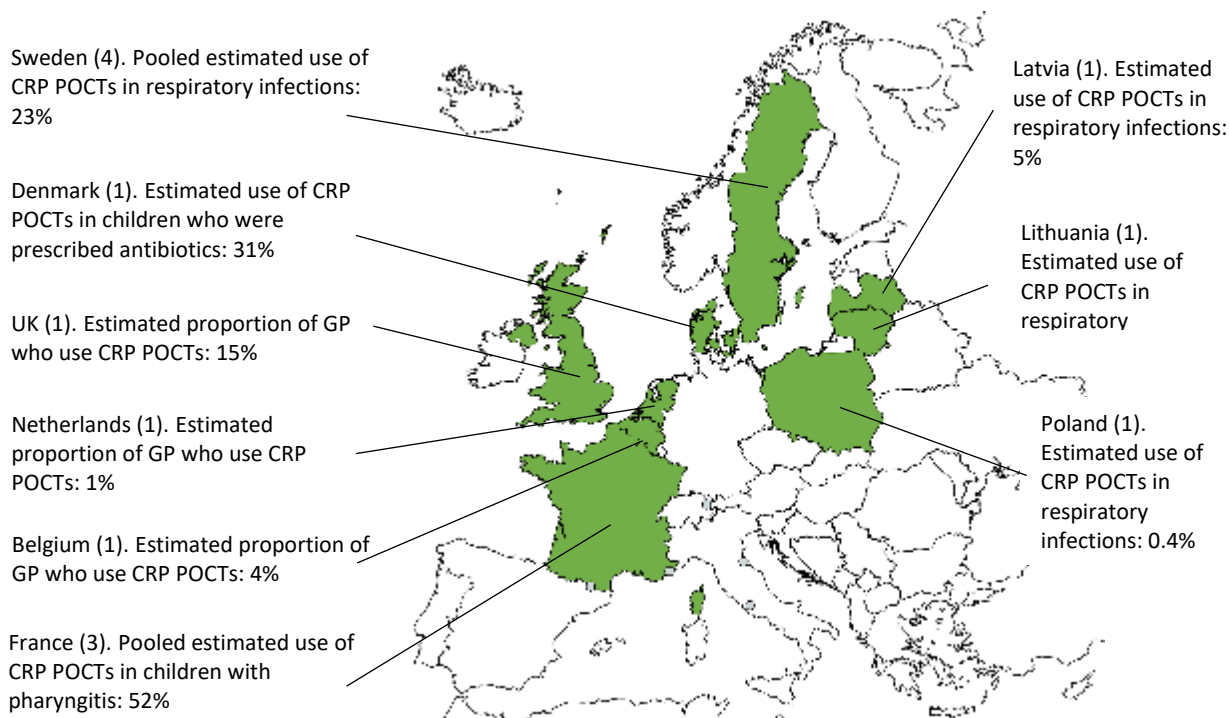 Sweden (4). Pooled estimated use of
CRP POCTs in respiratory infections:
23%
Denmark (1). Estimated use of CRP
POCTs in children who were
prescribed antibiotics: 31%
UK (1). Estimated proportion of GP
who use CRP POCTs: 15%
Netherlands (1). Estimated
proportion of GP who use CRP
POCTs: 1%
Belgium (1). Estimated proportion of
GP who use CRP POCTs: 4%
France (3). Pooled estimated use of
CRP POCTs in children with
pharyngitis: 52%
Latvia (1). Estimated
use of CRP POCTs in
respiratory infections:
5%
Lithuania (1).
Estimated use of
CRP POCTs in
respiratory
Poland (1).
Estimated use of
CRP POCTs in
respiratory
infections: 0.4%